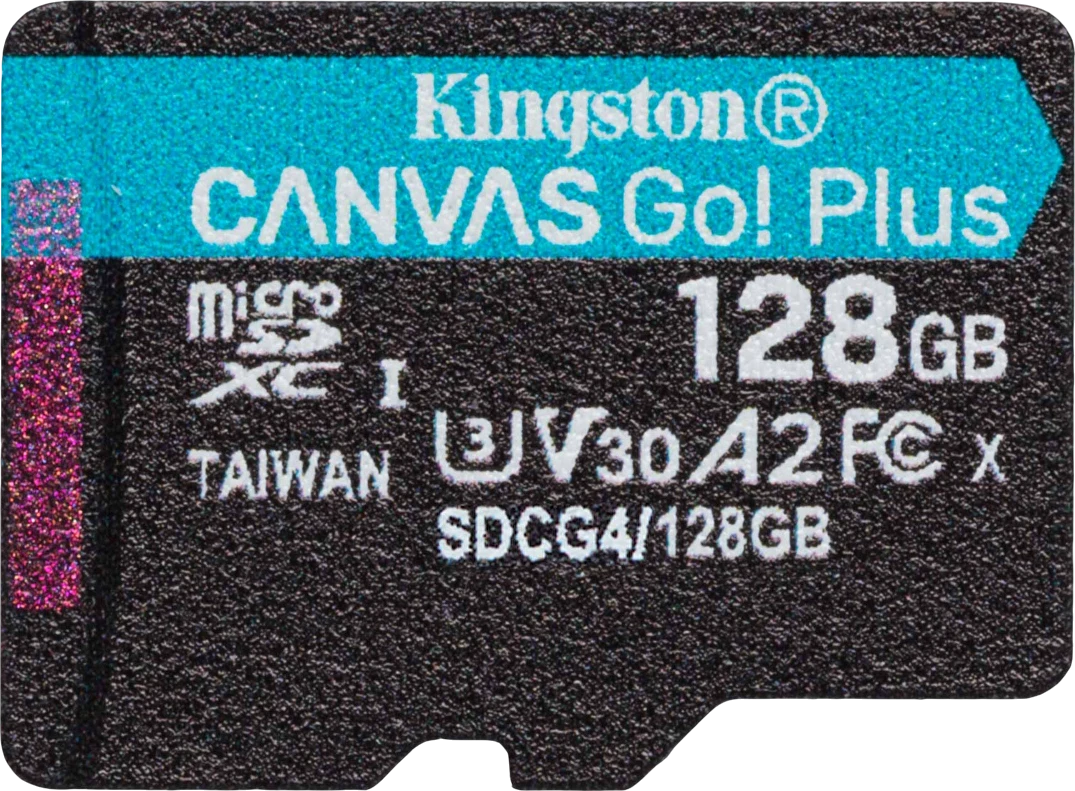 Kingston®
CANVAS Go! Plus
micro SD XC I
128GB
U3 V30 A2 FC X
TAIWAN
SDCG4/128GB